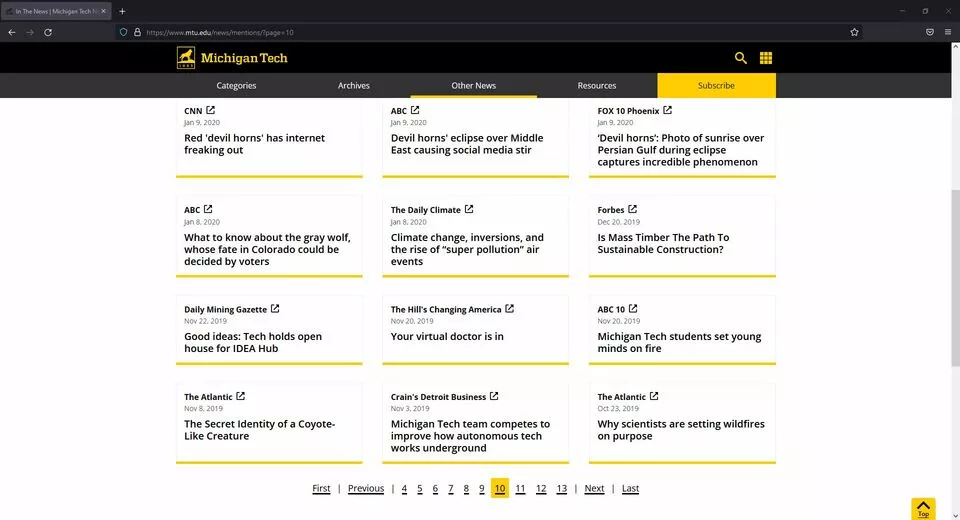 In The News | Michigan Tech N
https://www.mtu.edu/news/mentions/?page=10
Michigan Tech
1885
Categories
Archives
Other News
Resources
Subscribe
CNN
Jan 9, 2020
Red 'devil horns' has internet
freaking out
ABC
Jan 9, 2020
Devil horns' eclipse over Middle
East causing social media stir
FOX 10 Phoenix
Jan 9, 2020
‘Devil horns’: Photo of sunrise over
Persian Gulf during eclipse
captures incredible phenomenon
ABC
Jan 8, 2020
What to know about the gray wolf,
whose fate in Colorado could be
decided by voters
The Daily Climate
Jan 8, 2020
Climate change, inversions, and
the rise of “super pollution” air
events
Forbes
Dec 20, 2019
Is Mass Timber The Path To
Sustainable Construction?
Daily Mining Gazette
Nov 22, 2019
Good ideas: Tech holds open
house for IDEA Hub
The Hill's Changing America
Nov 20, 2019
Your virtual doctor is in
ABC 10
Nov 20, 2019
Michigan Tech students set young
minds on fire
The Atlantic
Nov 8, 2019
The Secret Identity of a Coyote-
Like Creature
Crain's Detroit Business
Nov 3, 2019
Michigan Tech team competes to
improve how autonomous tech
works underground
The Atlantic
Oct 23, 2019
Why scientists are setting wildfires
on purpose
First | Previous | 4 5 6 7 8 9 10 11 12 13 | Next | Last
Top